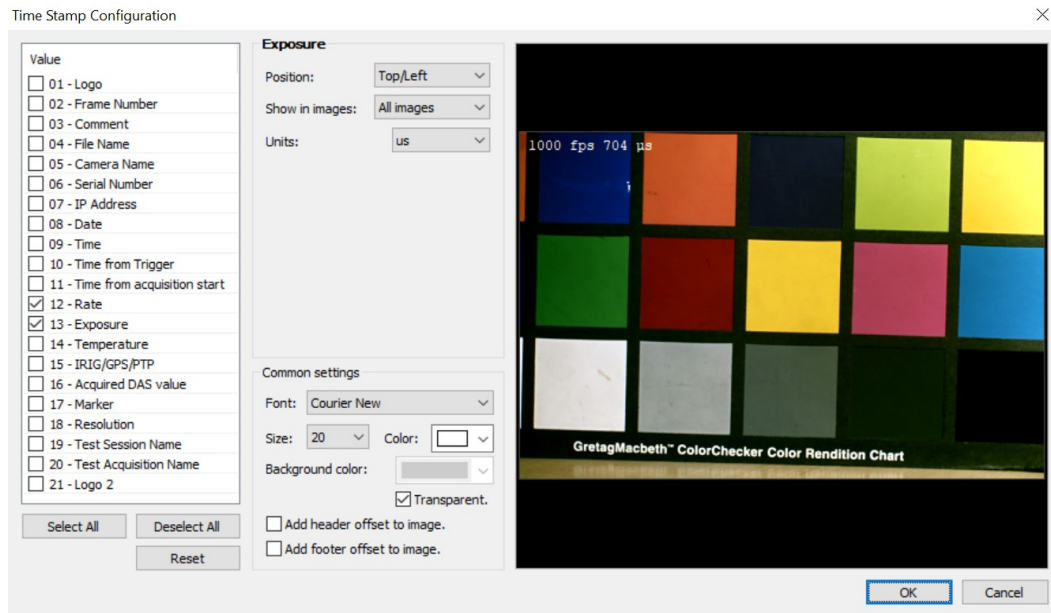 Time Stamp Configuration
Value
01 - Logo
02 - Frame Number
03 - Comment
04 - File Name
05 - Camera Name
06 - Serial Number
07 - IP Address
08 - Date
09 - Time
10 - Time from Trigger
11 - Time from acquisition start
12 - Rate
13 - Exposure
14 - Temperature
15 - IRIG/GPS/PTP
16 - Acquired DAS value
17 - Marker
18 - Resolution
19 - Test Session Name
20 - Test Acquisition Name
21 - Logo 2
Select All
Deselect All
Reset
Exposure
Position: Top/Left
Show in images: All images
Units: us
Common settings
Font: Courier New
Size: 20 Color:
Background color:
Transparent.
Add header offset to image.
Add footer offset to image.
1000 fps 704 µs
GretagMacbeth™ ColorChecker Color Rendition Chart
OK
Cancel